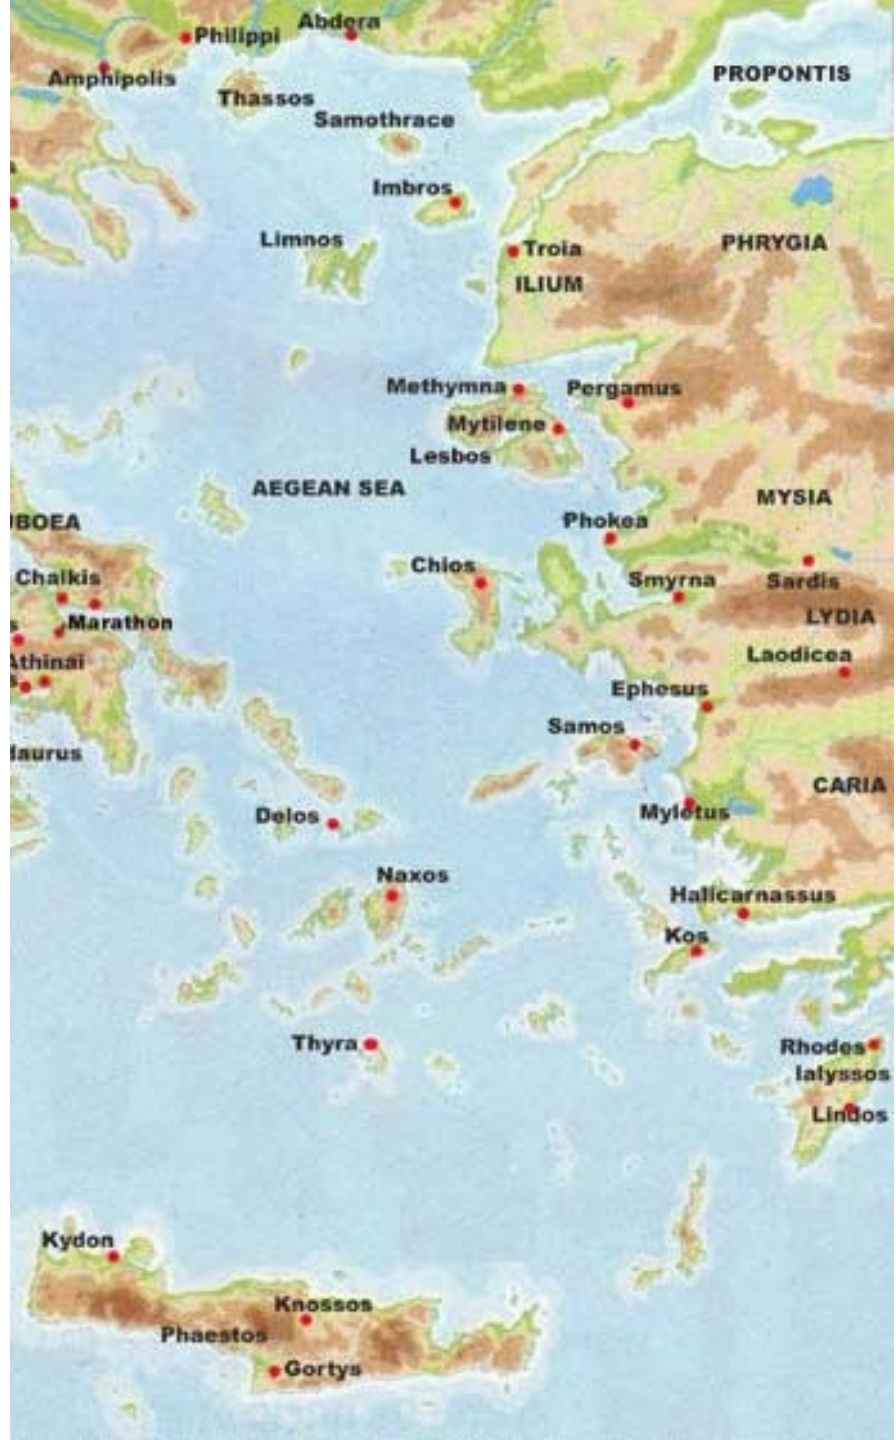 Abdera
Philippi
Amphipolis
PROPONTIS
Thassos
Samothrace
Imbros
Limnos
Troia
PHRYGIA
ILIUM
Methymna
Pergamus
Mytilene
Lesbos
AEGEAN SEA
MYSIA
Phokea
BOEA
Chios
Chalkis
Smyrna
Sardis
LYDIA
Marathon
Laodicea
Athinai
Ephesus
Samos
laurus
CARIA
Myletus
Delos
Naxos
Halicarnassus
Kos
Thyra
Rhodes
Ialyssos
Lindos
Kydon
Knossos
Phaestos
Gortys